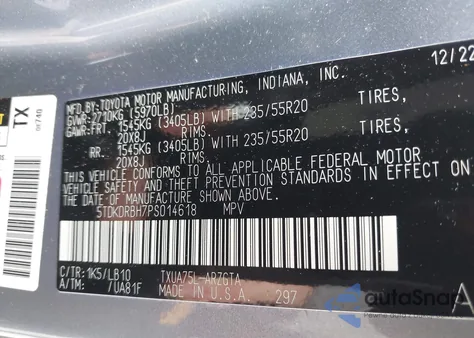 MFD.BY:TOYOTA MOTOR MANUFACTURING, INDIANA, INC. 12/22
GVWR:2710KG (5970LB)
GAWR:FRT. 1545KG (3405LB) WITH 235/55R20 TIRES,
20X8J RIMS.
RR. 1545KG (3405LB) WITH 235/55R20 TIRES,
20X8J RIMS.
THIS VEHICLE CONFORMS TO ALL APPLICABLE FEDERAL MOTOR
VEHICLE SAFETY AND THEFT PREVENTION STANDARDS IN EFFECT ON
THE DATE OF MANUFACTURE SHOWN ABOVE.
5TDKDRBH7PS014618 MPV
C/TR:1K5/LB10 TXUA75L-ARZGTA
A/TM: /UA81F MADE IN U.S.A. 297 A
TX
autoSnap